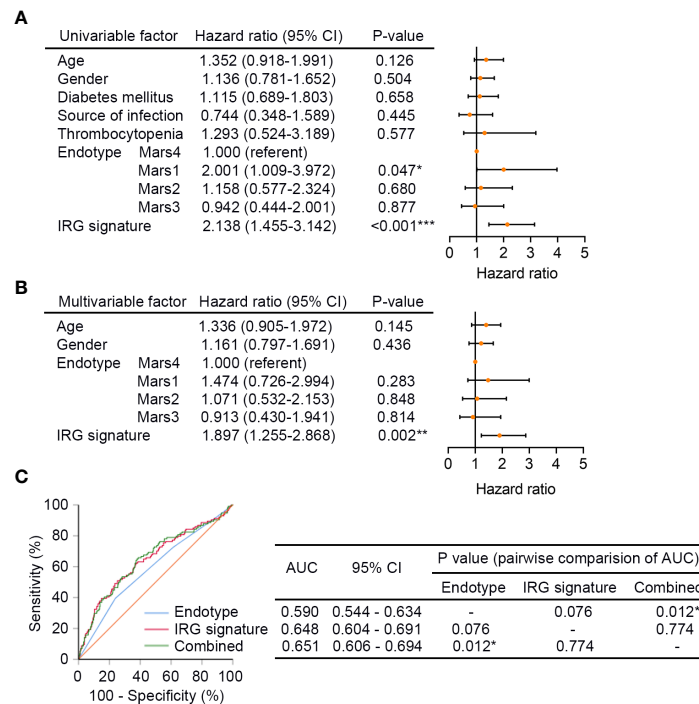 A
Univariable factor Hazard ratio (95% CI) P-value
Age 1.352 (0.918-1.991) 0.126
Gender 1.136 (0.781-1.652) 0.504
Diabetes mellitus 1.115 (0.689-1.803) 0.658
Source of infection 0.744 (0.348-1.589) 0.445
Thrombocytopenia 1.293 (0.524-3.189) 0.577
Endotype Mars4 1.000 (referent)
Mars1 2.001 (1.009-3.972) 0.047*
Mars2 1.158 (0.577-2.324) 0.680
Mars3 0.942 (0.444-2.001) 0.877
IRG signature 2.138 (1.455-3.142) <0.001***
0 1 2 3 4 5
Hazard ratio
B
Multivariable factor Hazard ratio (95% CI) P-value
Age 1.336 (0.905-1.972) 0.145
Gender 1.161 (0.797-1.691) 0.436
Endotype Mars4 1.000 (referent)
Mars1 1.474 (0.726-2.994) 0.283
Mars2 1.071 (0.532-2.153) 0.848
Mars3 0.913 (0.430-1.941) 0.814
IRG signature 1.897 (1.255-2.868) 0.002**
0 1 2 3 4 5
Hazard ratio
C
Sensitivity (%)
100
80
60
40
20
0
Endotype
IRG signature
Combined
0 20 40 60 80 100
100 - Specificity (%)
AUC 95% CI P value (pairwise comparision of AUC)
Endotype IRG signature Combined
0.590 0.544 - 0.634 - 0.076 0.012*
0.648 0.604 - 0.691 0.076 - 0.774
0.651 0.606 - 0.694 0.012* 0.774 -